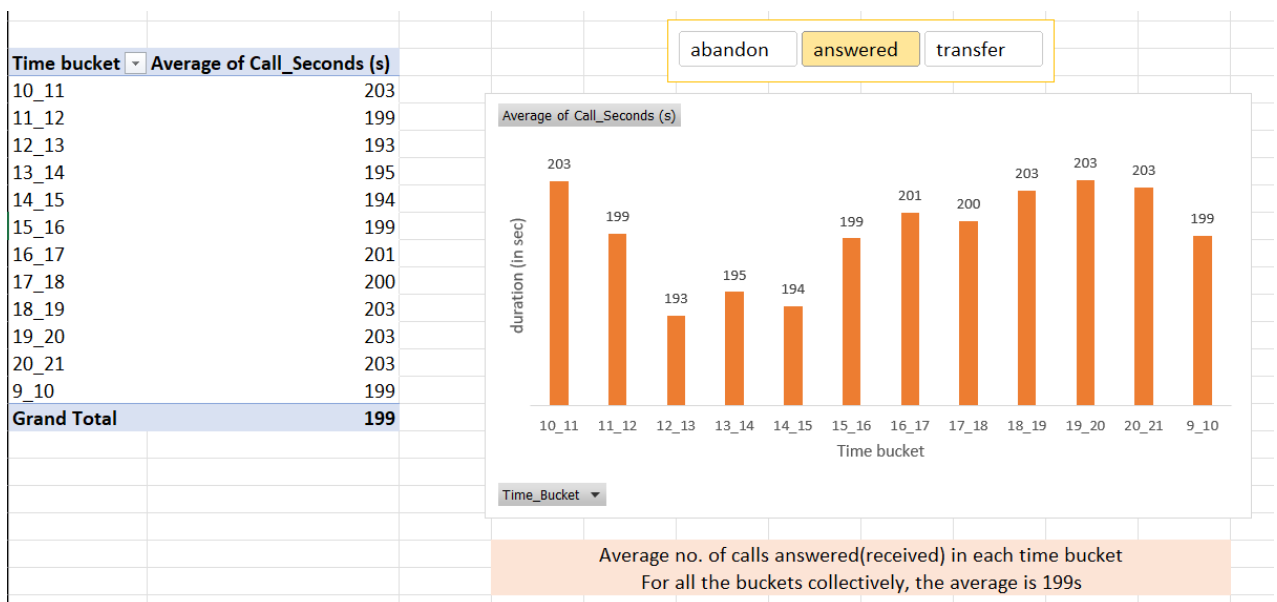 abandon answered transfer
Time bucket Average of Call_Seconds (s)
10_11 203
11_12 199
12_13 193
13_14 195
14_15 194
15_16 199
16_17 201
17_18 200
18_19 203
19_20 203
20_21 203
9_10 199
Grand Total 199
Average of Call_Seconds (s)
duration (in sec)
203 199 193 195 194 199 201 200 203 203 203 199
10_11 11_12 12_13 13_14 14_15 15_16 16_17 17_18 18_19 19_20 20_21 9_10
Time bucket
Time_Bucket
Average no. of calls answered(received) in each time bucket
For all the buckets collectively, the average is 199s